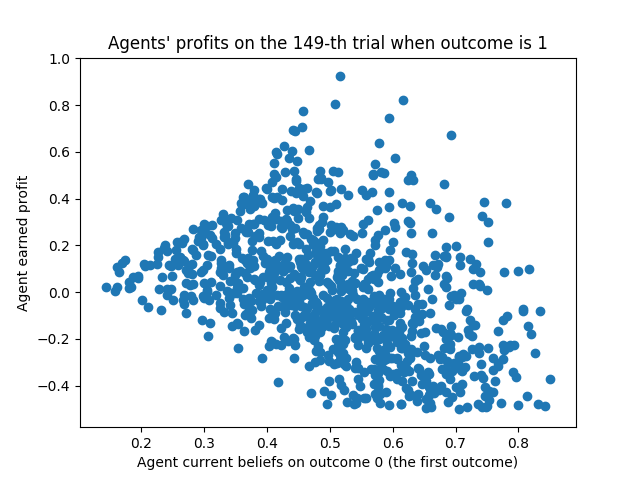 Agents' profits on the 149-th trial when outcome is 1
Agent earned profit
1.0
0.8
0.6
0.4
0.2
0.0
−0.2
−0.4
0.2 0.3 0.4 0.5 0.6 0.7 0.8
Agent current beliefs on outcome 0 (the first outcome)